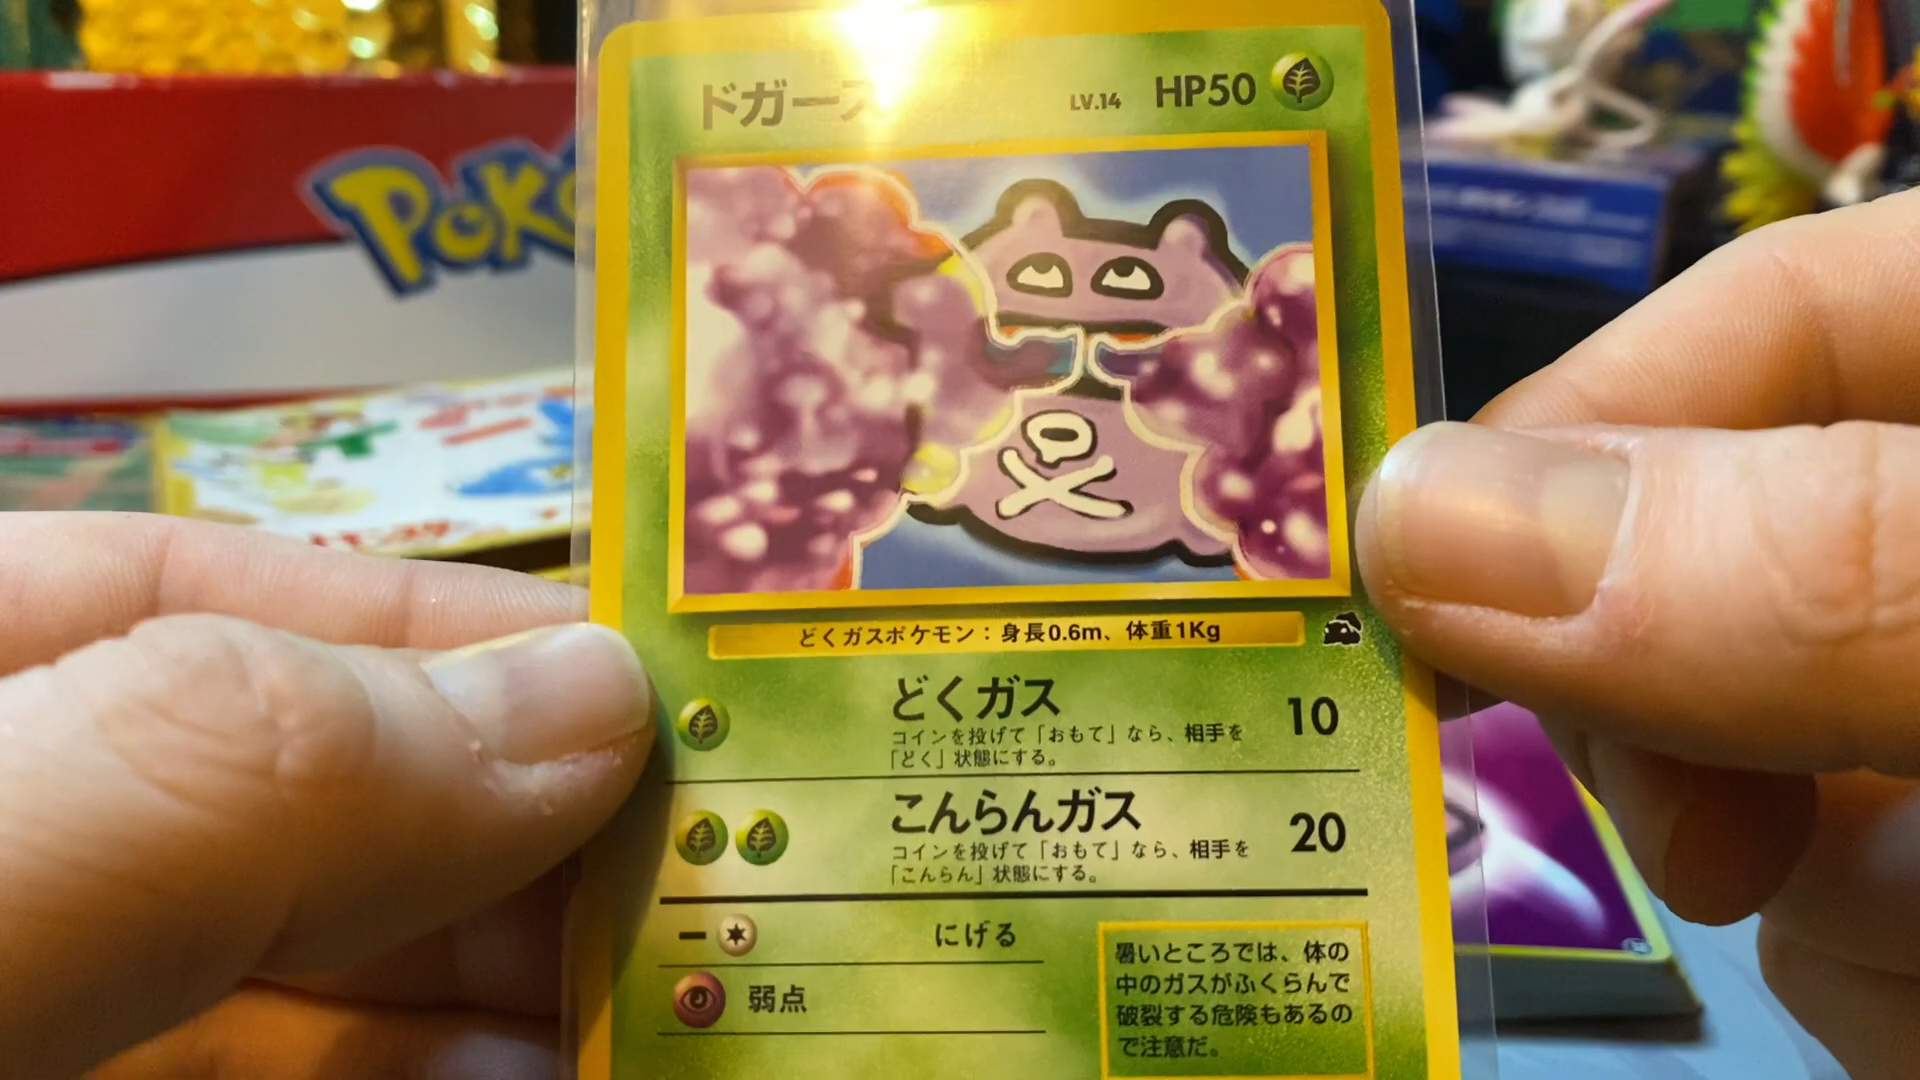 ドガース LV.14 HP50
POKé
どくガスポケモン：身長0.6m、体重1Kg
どくガス 10
コインを投げて「おもて」なら、相手を
「どく」状態にする。
こんらんガス 20
コインを投げて「おもて」なら、相手を
「こんらん」状態にする。
にげる
弱点
暑いところでは、体の
中のガスがふくらんで
破裂する危険もあるの
で注意だ。